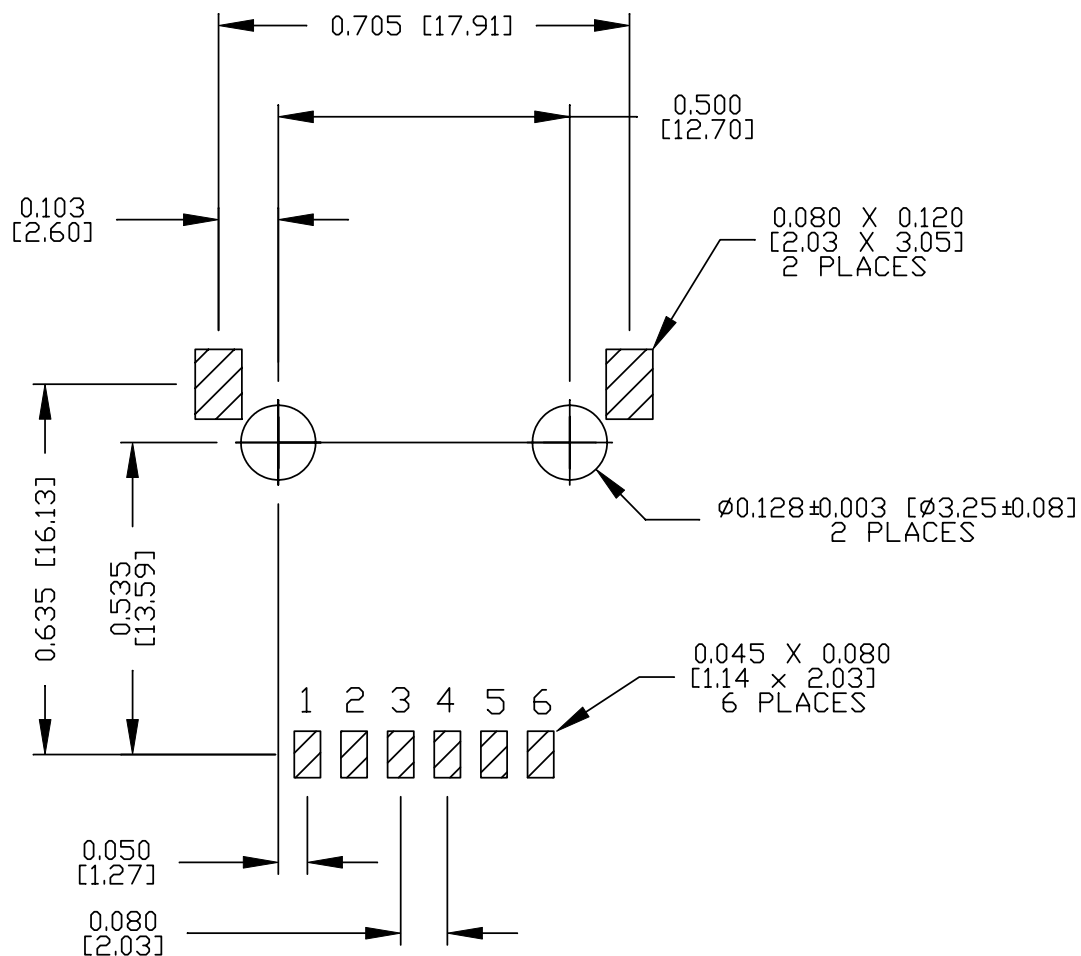 0.705 [17.91]
0.500
[12.70]
0.103
[2.60]
0.080 X 0.120
[2.03 X 3.05]
2 PLACES
0.635 [16.13]
0.535
[13.59]
Ø0.128±0.003 [Ø3.25±0.08]
2 PLACES
0.045 X 0.080
[1.14 x 2.03]
6 PLACES
1 2 3 4 5 6
0.050
[1.27]
0.080
[2.03]